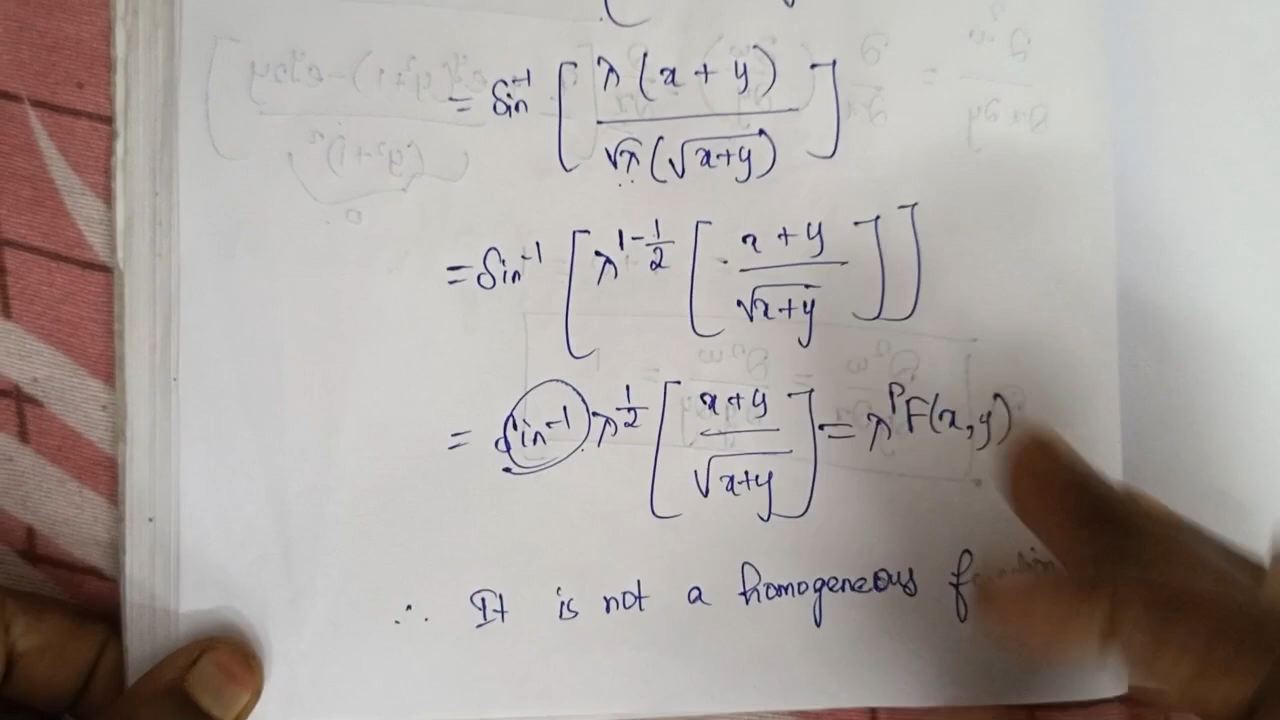 = Sin⁻¹ [ λ (x + y) / √λ (√x+y) ]
= Sin⁻¹ [ λ^(1-1/2) [ x + y / √x+y ] ]
= Sin⁻¹ λ^(1/2) [ x+y / √x+y ] = λ^P F(x,y)
∴ It is not a homogeneous